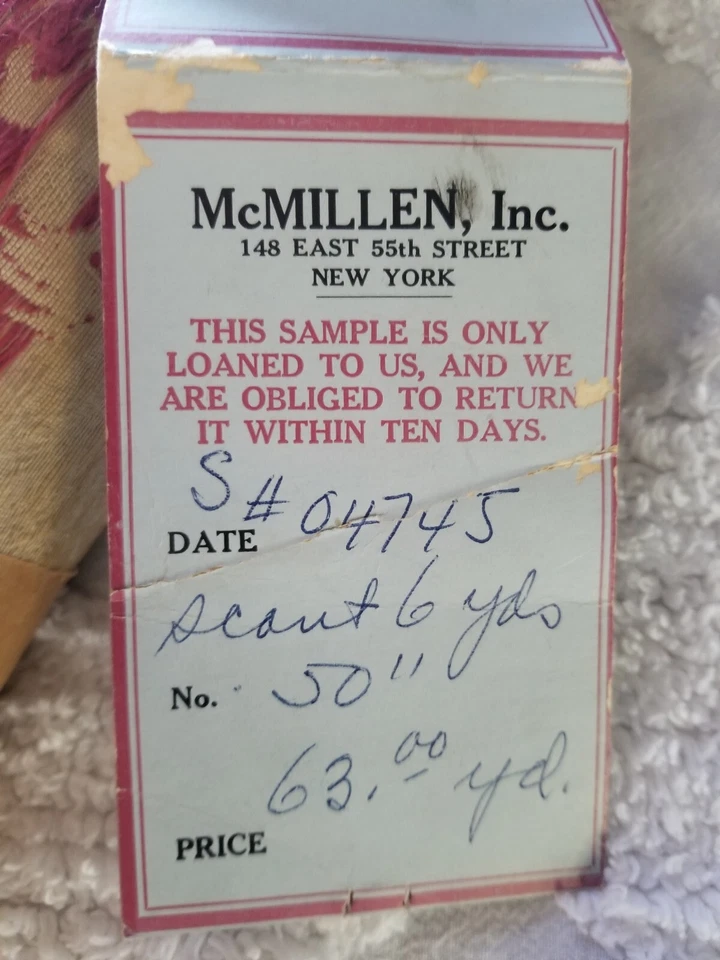 McMILLEN, Inc.
148 EAST 55th STREET
NEW YORK
THIS SAMPLE IS ONLY
LOANED TO US, AND WE
ARE OBLIGED TO RETURN
IT WITHIN TEN DAYS.
S # 04745
DATE
scant 6 yds
No. 50"
63.00 yd.
PRICE